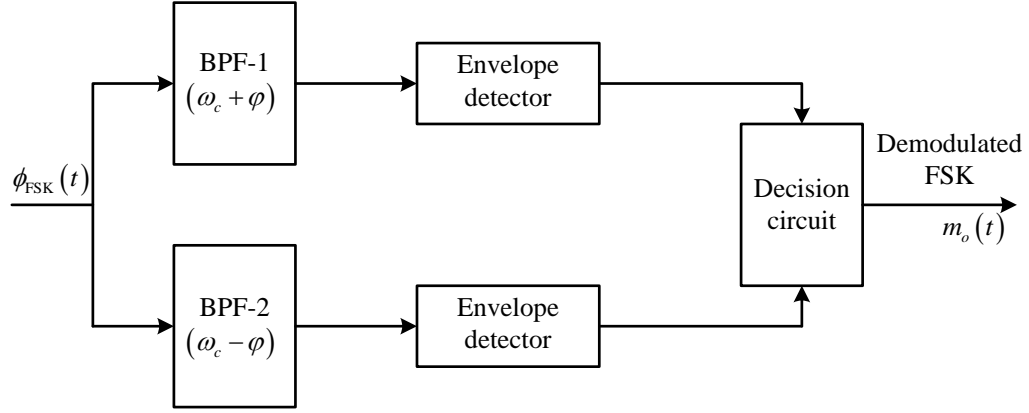 BPF-1
(ω_c + φ)
Envelope
detector
ϕ_FSK(t)
Decision
circuit
Demodulated
FSK
m_o(t)
BPF-2
(ω_c − φ)
Envelope
detector